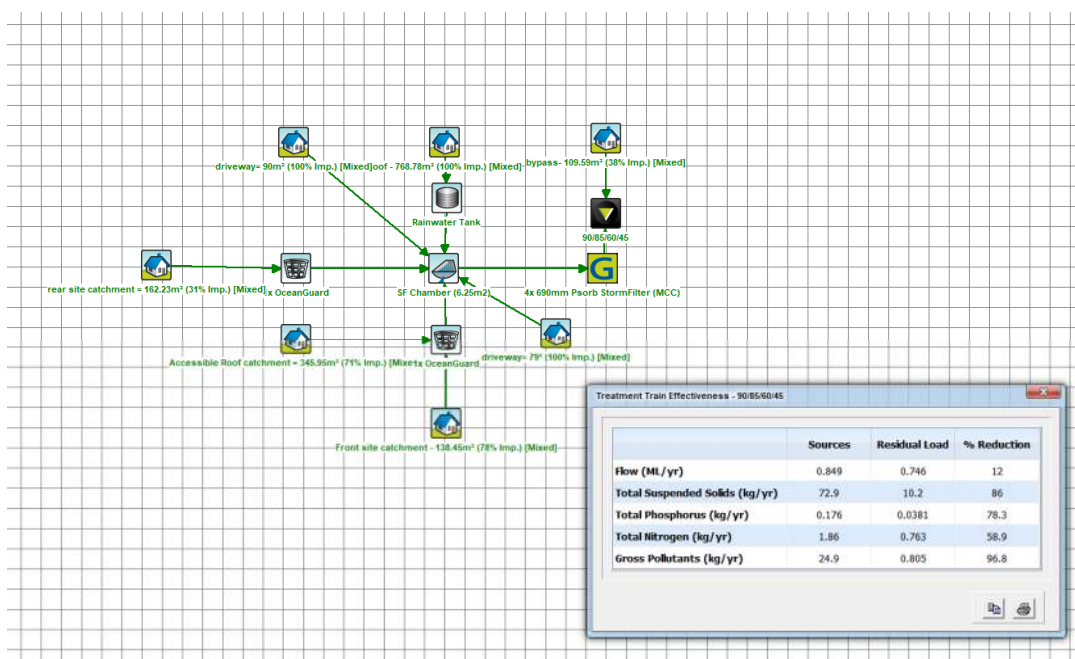 driveway= 90m² (100% Imp.) [Mixed]
oof - 768.78m² (100% Imp.) [Mixed]
bypass- 109.59m² (38% Imp.) [Mixed]
Rainwater Tank
90/85/60/45
rear site catchment = 162.23m² (31% Imp.) [Mixed]
x OceanGuard
SF Chamber (6.25m2)
4x 690mm Psorb StormFilter (MCC)
G
Accessible Roof catchment = 345.95m² (71% Imp.) [Mixe
1x OceanGuard
driveway= 79² (100% Imp.) [Mixed]
Front site catchment - 138.45m² (78% Imp.) [Mixed]
Treatment Train Effectiveness - 90/85/60/45
Sources Residual Load % Reduction
Flow (ML/yr) 0.849 0.746 12
Total Suspended Solids (kg/yr) 72.9 10.2 86
Total Phosphorus (kg/yr) 0.176 0.0381 78.3
Total Nitrogen (kg/yr) 1.86 0.763 58.9
Gross Pollutants (kg/yr) 24.9 0.805 96.8